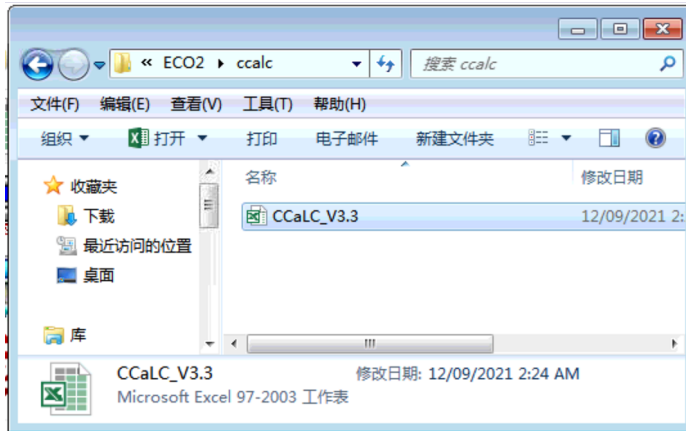 « ECO2 ▸ ccalc
搜索 ccalc
文件(F) 编辑(E) 查看(V) 工具(T) 帮助(H)
组织 打开 打印 电子邮件 新建文件夹
收藏夹
下载
最近访问的位置
桌面
库
名称 修改日期
CCaLC_V3.3 12/09/2021 2:
CCaLC_V3.3 修改日期: 12/09/2021 2:24 AM
Microsoft Excel 97-2003 工作表